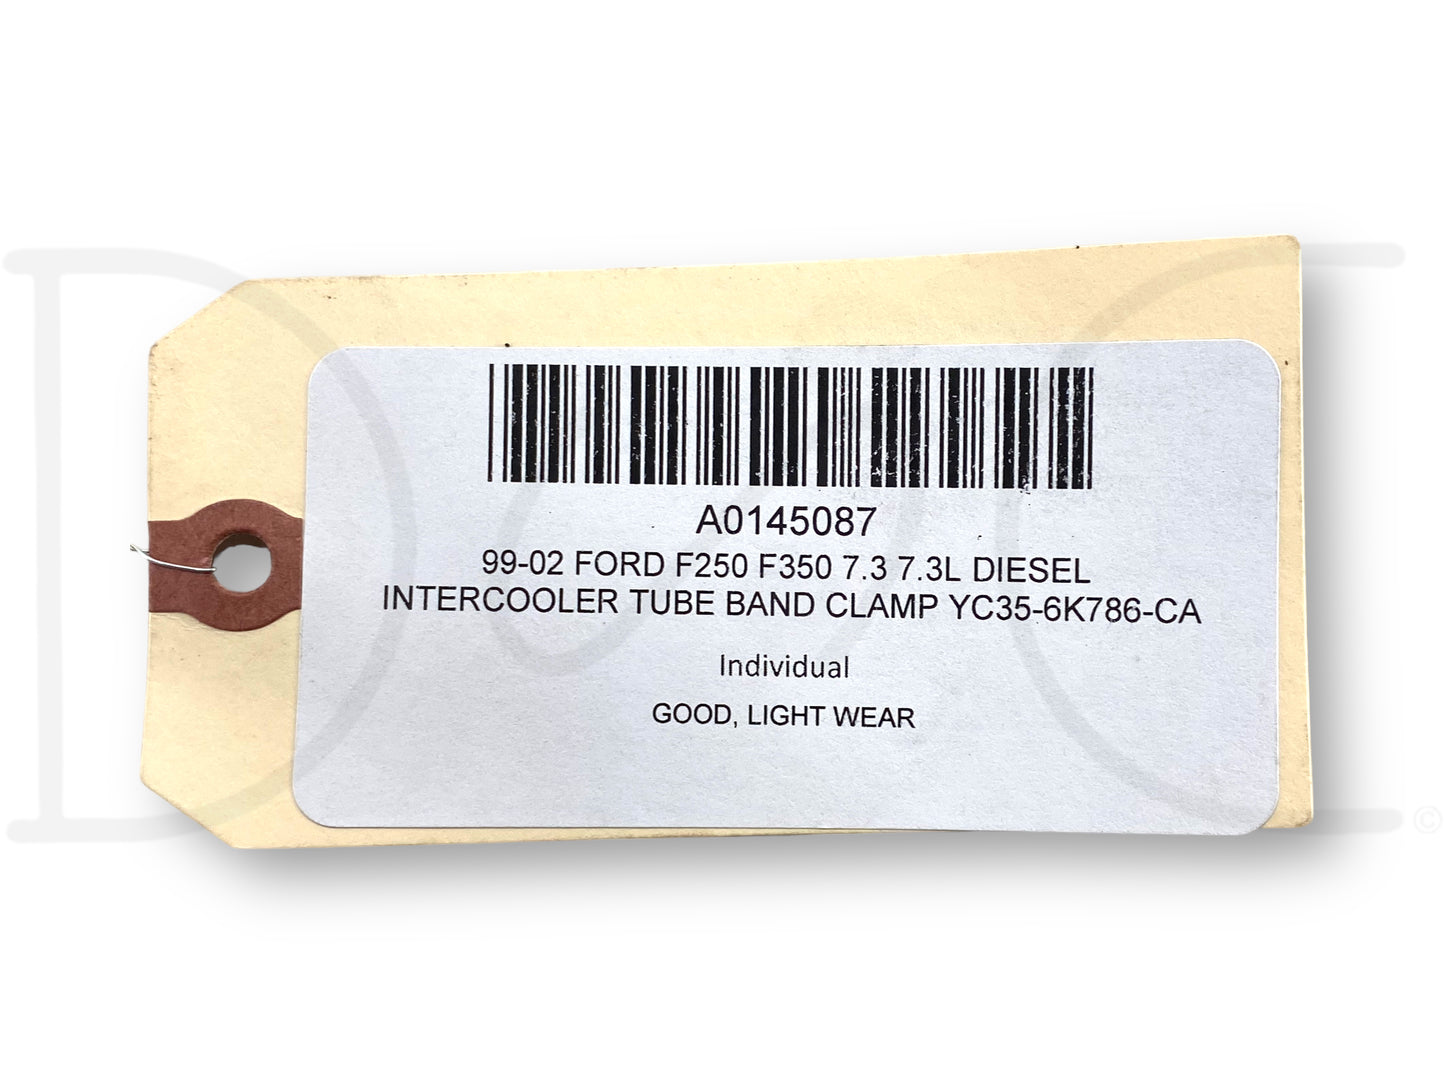 A0145087
99-02 FORD F250 F350 7.3 7.3L DIESEL
INTERCOOLER TUBE BAND CLAMP YC35-6K786-CA
Individual
GOOD, LIGHT WEAR
©